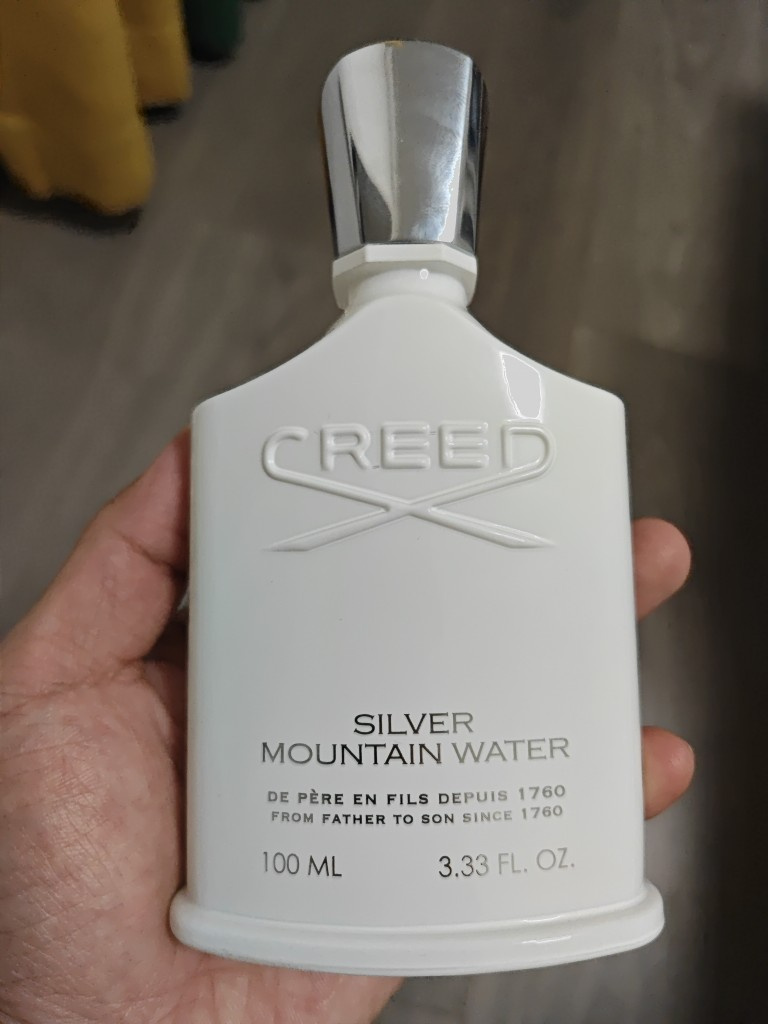 CREED
SILVER
MOUNTAIN WATER
DE PÈRE EN FILS DEPUIS 1760
FROM FATHER TO SON SINCE 1760
100 ML 3.33 FL. OZ.